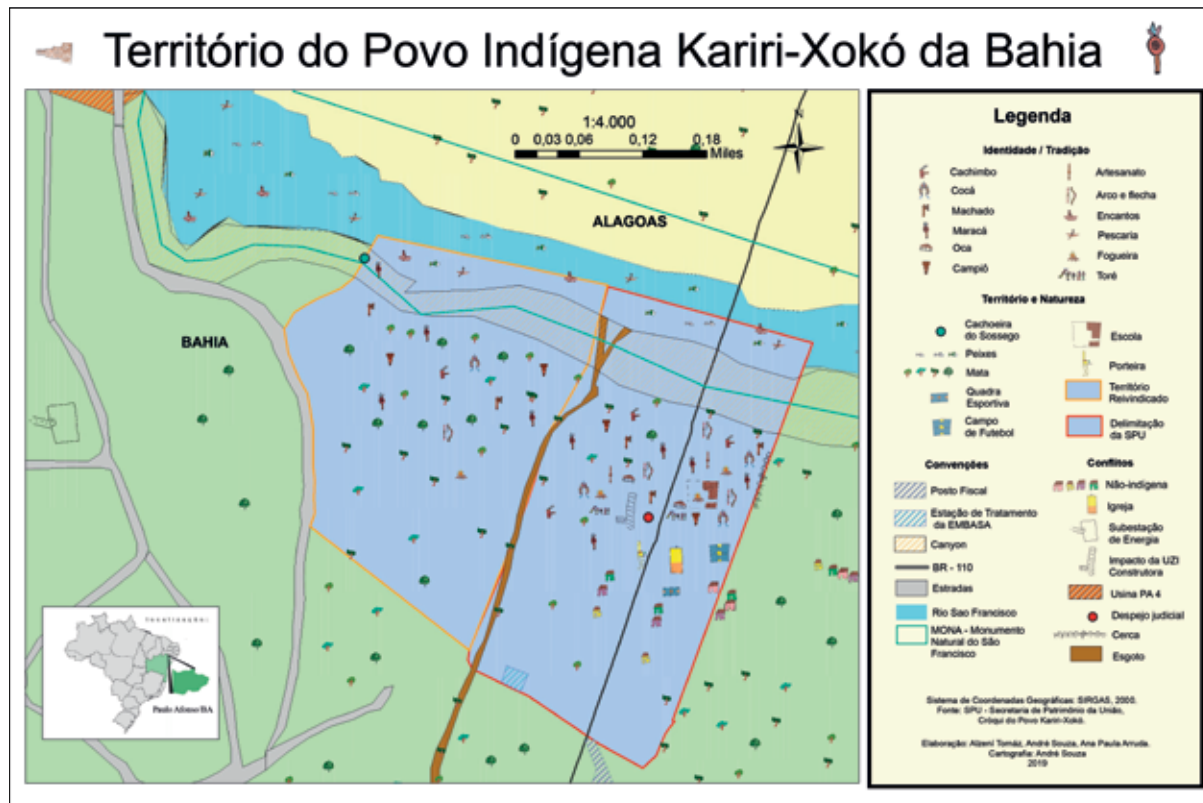 Território do Povo Indígena Kariri-Xokó da Bahia
1:4.000
0 0,03 0,06 0,12 0,18
Miles
ALAGOAS
BAHIA
Paulo Afonso/BA
Legenda
Identidade / Tradição
Cachimbo
Cocá
Machado
Maracá
Oca
Campiô
Artesanato
Arco e flecha
Encantos
Pescaria
Fogueira
Toré
Território e Natureza
Cachoeira
do Sossego
Peixes
Mata
Quadra
Esportiva
Campo
de Futebol
Escola
Porteira
Território
Reivindicado
Delimitação
da SPU
Convenções
Posto Fiscal
Estação de Tratamento
da EMBASA
Canyon
BR - 110
Estradas
Rio Sao Francisco
MONA - Monumento
Natural do São
Francisco
Conflitos
Não-indígena
Igreja
Subestação
de Energia
Impacto da UZI
Construtora
Usina PA 4
Despejo judicial
Cerca
Esgoto
Sistema de Coordenadas Geográficas: SIRGAS, 2000.
Fonte: SPU - Secretaria de Patrimônio da União,
Cróqui do Povo Kariri-Xokó.
Elaboração: Alzení Tomáz, André Souza, Ana Paula Arruda.
Cartografia: André Souza
2019